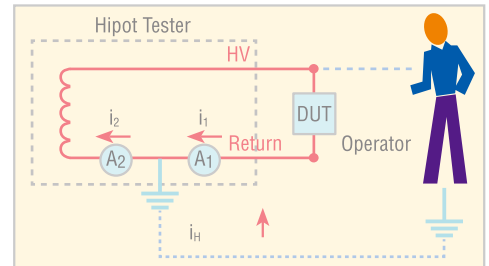 Hipot Tester
HV
i2
i1
DUT
A2
A1
Return
Operator
iH